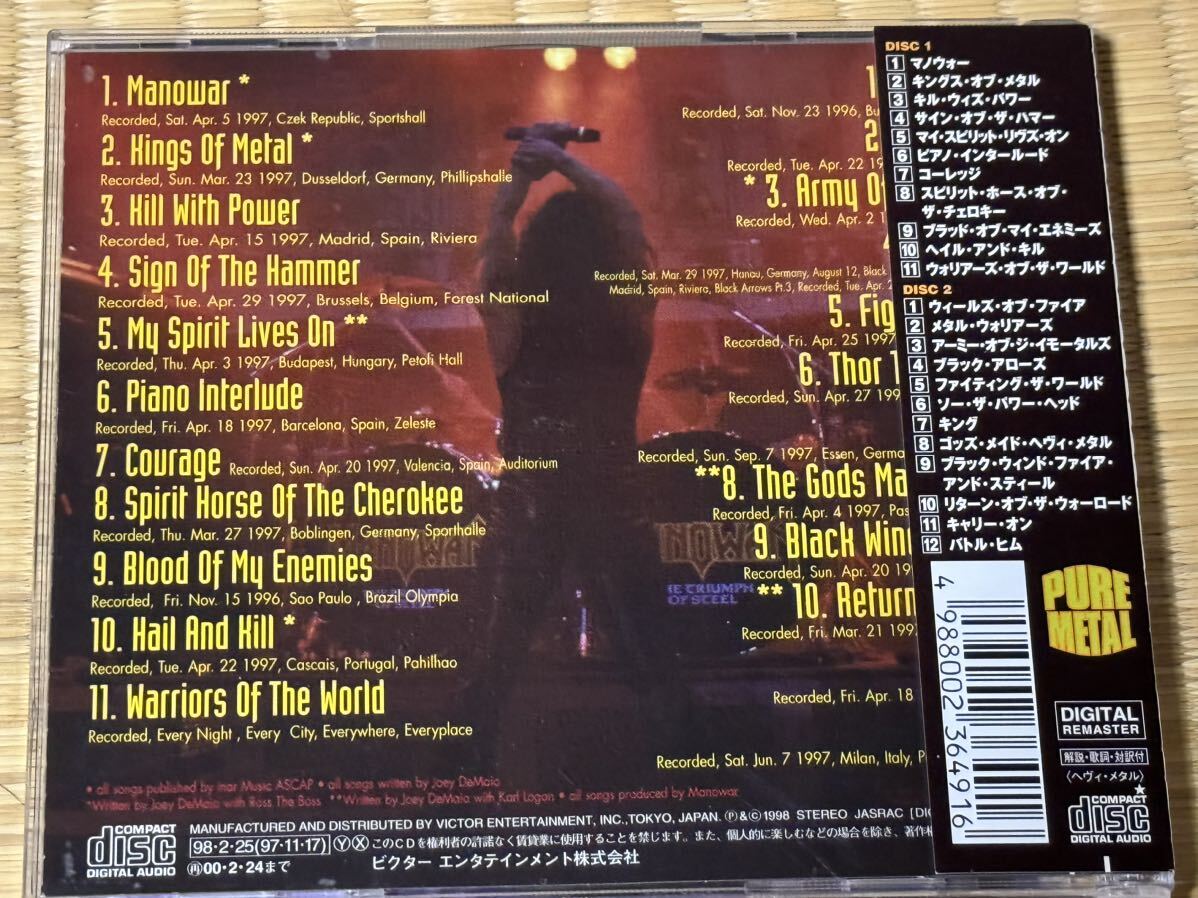 1. Manowar *
Recorded, Sat. Apr. 5 1997, Czek Republic, Sportshall
2. Kings Of Metal *
Recorded, Sun. Mar. 23 1997, Dusseldorf, Germany, Phillipshalle
3. Kill With Power
Recorded, Tue. Apr. 15 1997, Madrid, Spain, Riviera
4. Sign Of The Hammer
Recorded, Tue. Apr. 29 1997, Brussels, Belgium, Forest National
5. My Spirit Lives On **
Recorded, Thu. Apr. 3 1997, Budapest, Hungary, Petoli Hall
6. Piano Interlude
Recorded, Fri. Apr. 18 1997, Barcelona, Spain, Zeleste
7. Courage Recorded, Sun. Apr. 20 1997, Valencia, Spain, Auditorium
8. Spirit Horse Of The Cherokee
Recorded, Thu. Mar. 27 1997, Boblingen, Germany, Sporthalle
9. Blood Of My Enemies
Recorded, Fri. Nov. 15 1996, Sao Paulo , Brazil Olympia
10. Hail And Kill *
Recorded, Tue. Apr. 22 1997, Cascais, Portugal, Pahilhao
11. Warriors Of The World
Recorded, Every Night , Every City, Everywhere, Everyplace
1
Recorded, Sat. Nov. 23 1996,
2
Recorded, Tue. Apr. 22
* 3. Army
Recorded, Wed. Apr. 2
Recorded, Sat. Mar. 29 1997, Hanau, Germany, August 12, Black
Madrid, Spain, Riviera, Black Arrows Pt.3, Recorded, Tue.
5.
Recorded, Fri. Apr. 25 1997,
6. Thor
Recorded, Sun. Apr. 27
Recorded, Sun. Sep. 7 1997, Essen,
**8. The Gods
Recorded, Fri. Apr. 4 1997,
9. Black
Recorded, Sun. Apr. 20
** 10. Return
Recorded, Fri. Mar. 21
Recorded, Fri. Apr. 18
Recorded, Sat. Jun. 7 1997, Milan, Italy,
• all songs published by inar Music ASCAP • all songs written by Joey DeMaio
*Written by Joey DeMaio with Ross The Boss **Written by Joey DeMaio with Karl Logan • all songs produced by Manowar
COMPACT
disc
DIGITAL AUDIO
MANUFACTURED AND DISTRIBUTED BY VICTOR ENTERTAINMENT, INC.,TOKYO, JAPAN. Ⓟ&©1998 STEREO JASRAC
98・2・25(97・11・17) Ⓨ Ⓧ このCDを権利者の許諾なく賃貸業に使用することを禁じます。また、個人的に楽しむなどの場合を除き、
㊢00・2・24まで ビクター エンタテインメント株式会社
DISC 1
1 マノウォー
2 キングス・オブ・メタル
3 キル・ウィズ・パワー
4 サイン・オブ・ザ・ハマー
5 マイ・スピリット・リヴズ・オン
6 ピアノ・インタールード
7 コーレッジ
8 スピリット・ホース・オブ・
ザ・チェロキー
9 ブラッド・オブ・マイ・エネミーズ
10 ヘイル・アンド・キル
11 ウォリアーズ・オブ・ザ・ワールド
DISC 2
1 ウィールズ・オブ・ファイア
2 メタル・ウォリアーズ
3 アーミー・オブ・ジ・イモータルズ
4 ブラック・アローズ
5 ファイティング・ザ・ワールド
6 ソー・ザ・パワー・ヘッド
7 キング
8 ゴッズ・メイド・ヘヴィ・メタル
9 ブラック・ウィンド・ファイア・
アンド・スティール
10 リターン・オブ・ザ・ウォーロード
11 キャリー・オン
12 バトル・ヒム
4 988002 364916
PURE
METAL
DIGITAL
REMASTER
解説・歌詞・対訳付
〈ヘヴィ・メタル〉
★
COMPACT
disc
DIGITAL AUDIO